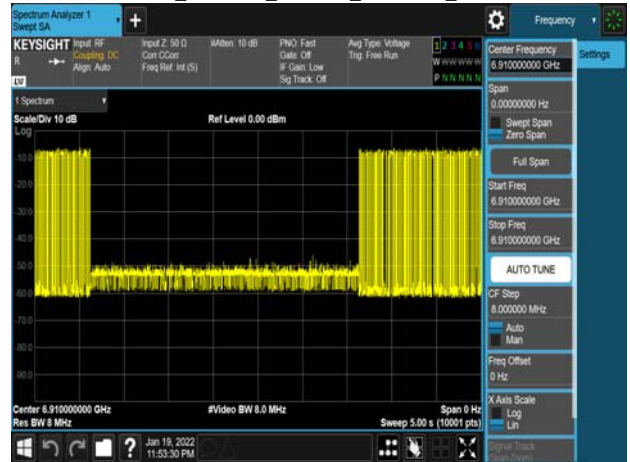 Spectrum Analyzer 1
Swept SA
Frequency
KEYSIGHT
R
Input: RF
Coupling: DC
Align: Auto
Input Z: 50 Ω
Corr CCorr
Freq Ref: Int (S)
#Atten: 10 dB
PNO: Fast
Gate: Off
IF Gain: Low
Sig Track: Off
Avg Type: Voltage
Trig: Free Run
1 2 3 4 5 6
W W W W W W
P N N N N N
Center Frequency
6.910000000 GHz
Settings
Span
0.00000000 Hz
Swept Span
Zero Span
Full Span
Start Freq
6.910000000 GHz
Stop Freq
6.910000000 GHz
AUTO TUNE
CF Step
8.000000 MHz
Auto
Man
Freq Offset
0 Hz
X Axis Scale
Log
Lin
Signal Track
(Span Zoom)
LXI
1 Spectrum
Scale/Div 10 dB
Ref Level 0.00 dBm
Log
-10.0
-20.0
-30.0
-40.0
-50.0
-60.0
-70.0
-80.0
-90.0
Center 6.910000000 GHz
#Video BW 8.0 MHz
Span 0 Hz
Res BW 8 MHz
Sweep 5.00 s (10001 pts)
?
Jan 19, 2022
11:53:30 PM